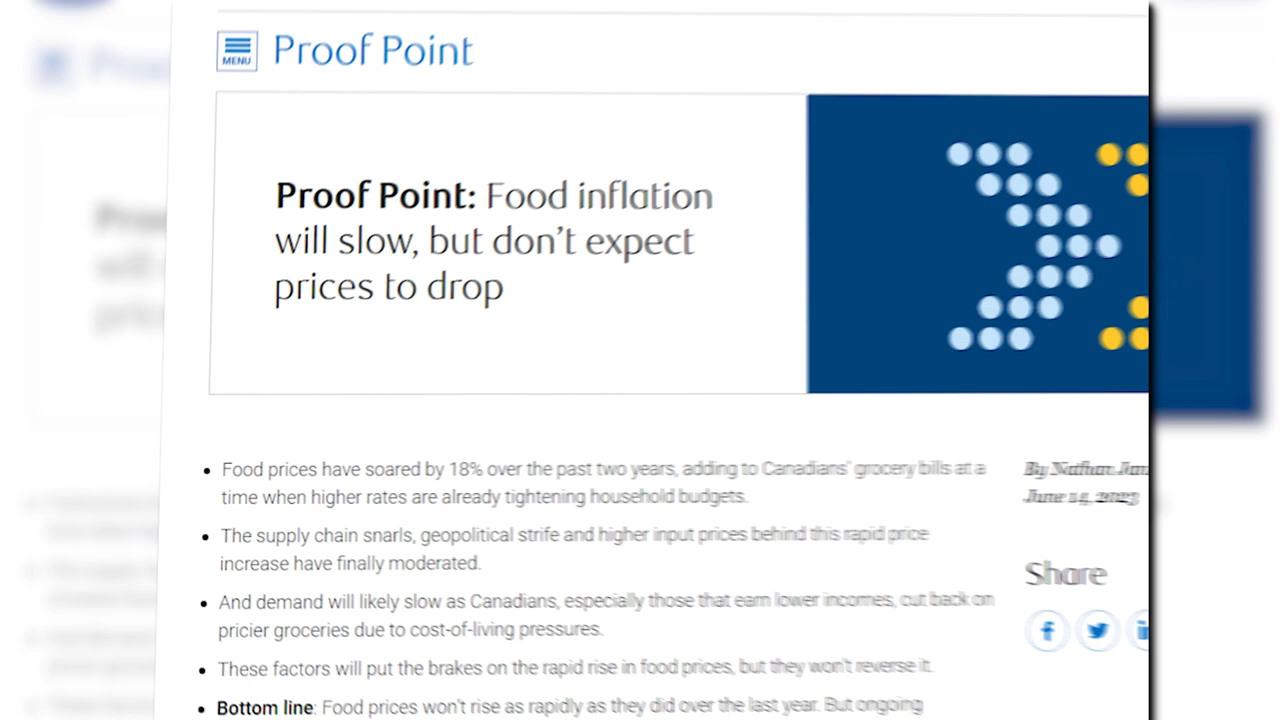 MENU
Proof Point
Proof Point: Food inflation
will slow, but don't expect
prices to drop
Food prices have soared by 18% over the past two years, adding to Canadians' grocery bills at a
time when higher rates are already tightening household budgets.
The supply chain snarls, geopolitical strife and higher input prices behind this rapid price
increase have finally moderated.
And demand will likely slow as Canadians, especially those that earn lower incomes, cut back on
pricier groceries due to cost-of-living pressures.
These factors will put the brakes on the rapid rise in food prices, but they won't reverse it.
Bottom line: Food prices won't rise as rapidly as they did over the last year. But ongoing
By Nathan
June 14, 2023
Share